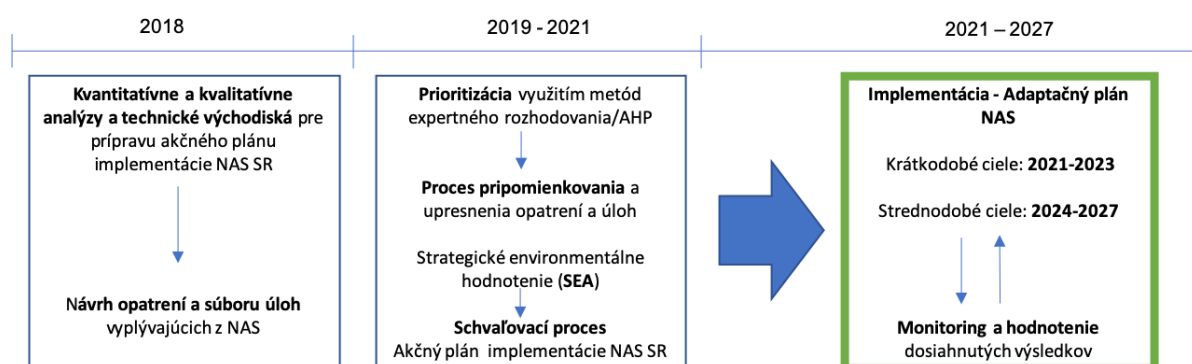 2018
2019 - 2021
2021 – 2027
Kvantitatívne a kvalitatívne
analýzy a technické východiská pre
prípravu akčného plánu
implementácie NAS SR
Návrh opatrení a súboru úloh
vyplývajúcich z NAS
Prioritizácia využitím metód
expertného rozhodovania/AHP
Proces pripomienkovania a
upresnenia opatrení a úloh
Strategické environmentálne
hodnotenie (SEA)
Schvaľovací proces
Akčný plán implementácie NAS SR
Implementácia - Adaptačný plán
NAS
Krátkodobé ciele: 2021-2023
Strednodobé ciele: 2024-2027
Monitoring a hodnotenie
dosiahnutých výsledkov